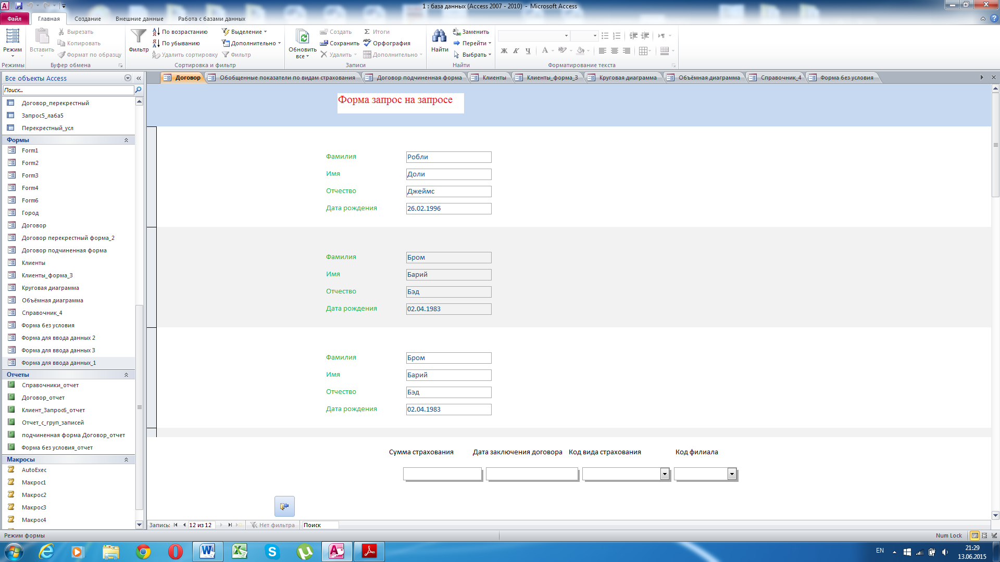 1 : база данных (Access 2007 - 2010) - Microsoft Access
Файл Главная Создание Внешние данные Работа с базами данных
Режим
Режимы
Вставить
Вырезать
Копировать
Формат по образцу
Буфер обмена
Фильтр
По возрастанию
По убыванию
Удалить сортировку
Выделение
Дополнительно
Фильтр
Сортировка и фильтр
Обновить все
Создать
Сохранить
Удалить
Итоги
Орфография
Дополнительно
Записи
Найти
Заменить
Перейти
Выбрать
Найти
Ж К Ч
Форматирование текста
Все объекты Access
Поиск...
Договор_перекрестный
Запрос5_лаба5
Перекрестный_усл
Формы
Form1
Form2
Form3
Form4
Form6
Город
Договор
Договор перекрестный форма_2
Договор подчиненная форма
Клиенты
Клиенты_форма_3
Круговая диаграмма
Объёмная диаграмма
Справочник_4
Форма без условия
Форма для ввода данных 2
Форма для ввода данных 3
Форма для ввода данных_1
Отчеты
Справочники_отчет
Договор_отчет
Клиент_Запрос6_отчет
Отчет_с_груп_записей
подчиненная форма Договор_отчет
Форма без условия_отчет
Макросы
AutoExec
Макрос1
Макрос2
Макрос3
Макрос4
Договор Обобщенные показатели по видам страхования Договор подчиненная форма Клиенты Клиенты_форма_3 Круговая диаграмма Объёмная диаграмма Справочник_4 Форма без условия
Форма запрос на запросе
Фамилия Робли
Имя Доли
Отчество Джеймс
Дата рождения 26.02.1996
Фамилия Бром
Имя Барий
Отчество Бэд
Дата рождения 02.04.1983
Фамилия Бром
Имя Барий
Отчество Бэд
Дата рождения 02.04.1983
Сумма страхования Дата заключения договора Код вида страхования Код филиала
Запись: 12 из 12 Нет фильтра Поиск
Режим формы Num Lock
EN 21:29
13.06.2015